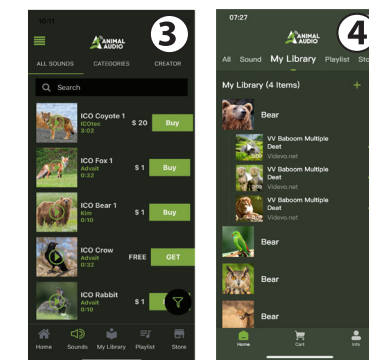 10:11
ANIMAL
AUDIO
3
ALL SOUNDS CATEGORIES CREATOR
Search
ICO Coyote 1
ICOtec
3:02
$ 20
Buy
ICO Fox 1
Advait
0:32
$ 1
Buy
ICO Bear 1
Kim
0:10
$ 1
Buy
ICO Crow
Advait
0:32
FREE
GET
ICO Rabbit
Advait
0:10
$ 1
Home Sounds My Library Playlist Store
07:27
ANIMAL
AUDIO
4
All Sound My Library Playlist Sto
My Library (4 Items) +
Bear
VV Baboom Multiple
Deat
Videvo.net
VV Baboom Multiple
Deat
Videvo.net
VV Baboom Multiple
Deat
Videvo.net
Bear
Bear
Bear
Home Cart Info